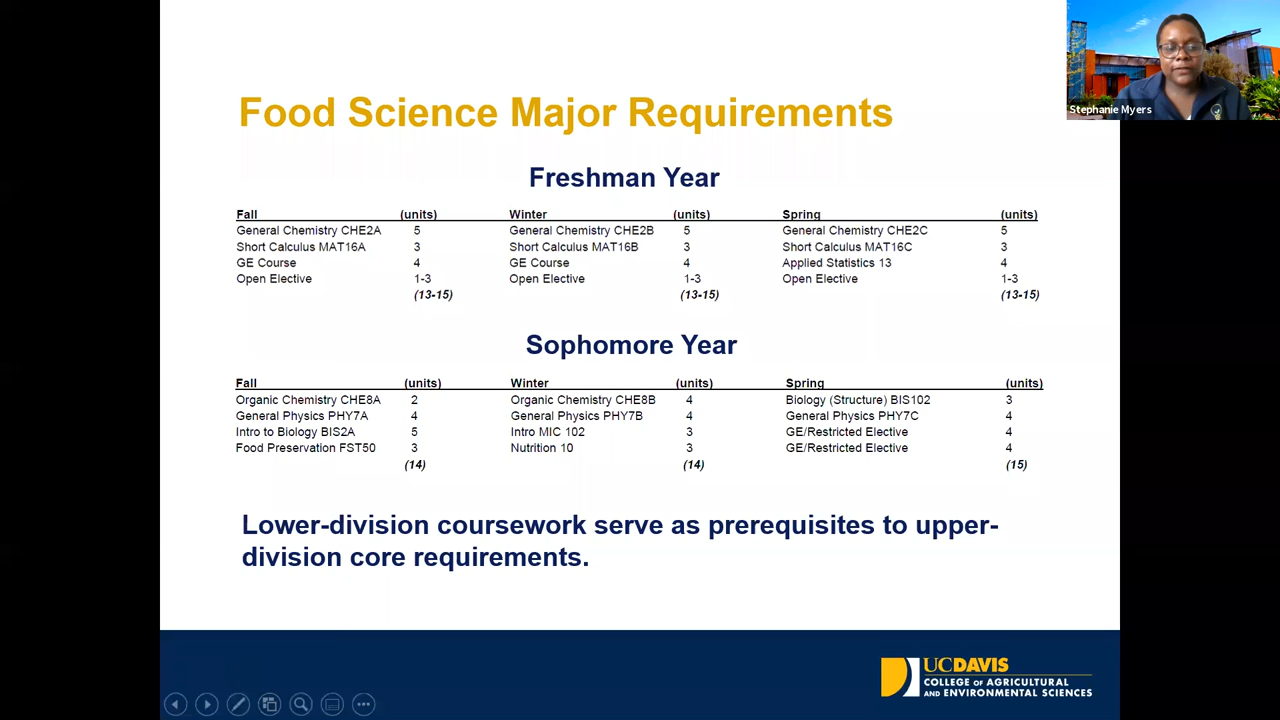 Stephanie Myers
Food Science Major Requirements
Freshman Year
Fall (units) Winter (units) Spring (units)
General Chemistry CHE2A 5 General Chemistry CHE2B 5 General Chemistry CHE2C 5
Short Calculus MAT16A 3 Short Calculus MAT16B 3 Short Calculus MAT16C 3
GE Course 4 GE Course 4 Applied Statistics 13 4
Open Elective 1-3 Open Elective 1-3 Open Elective 1-3
(13-15) (13-15) (13-15)
Sophomore Year
Fall (units) Winter (units) Spring (units)
Organic Chemistry CHE8A 2 Organic Chemistry CHE8B 4 Biology (Structure) BIS102 3
General Physics PHY7A 4 General Physics PHY7B 4 General Physics PHY7C 4
Intro to Biology BIS2A 5 Intro MIC 102 3 GE/Restricted Elective 4
Food Preservation FST50 3 Nutrition 10 3 GE/Restricted Elective 4
(14) (14) (15)
Lower-division coursework serve as prerequisites to upper-
division core requirements.
UCDAVIS
COLLEGE OF AGRICULTURAL
AND ENVIRONMENTAL SCIENCES